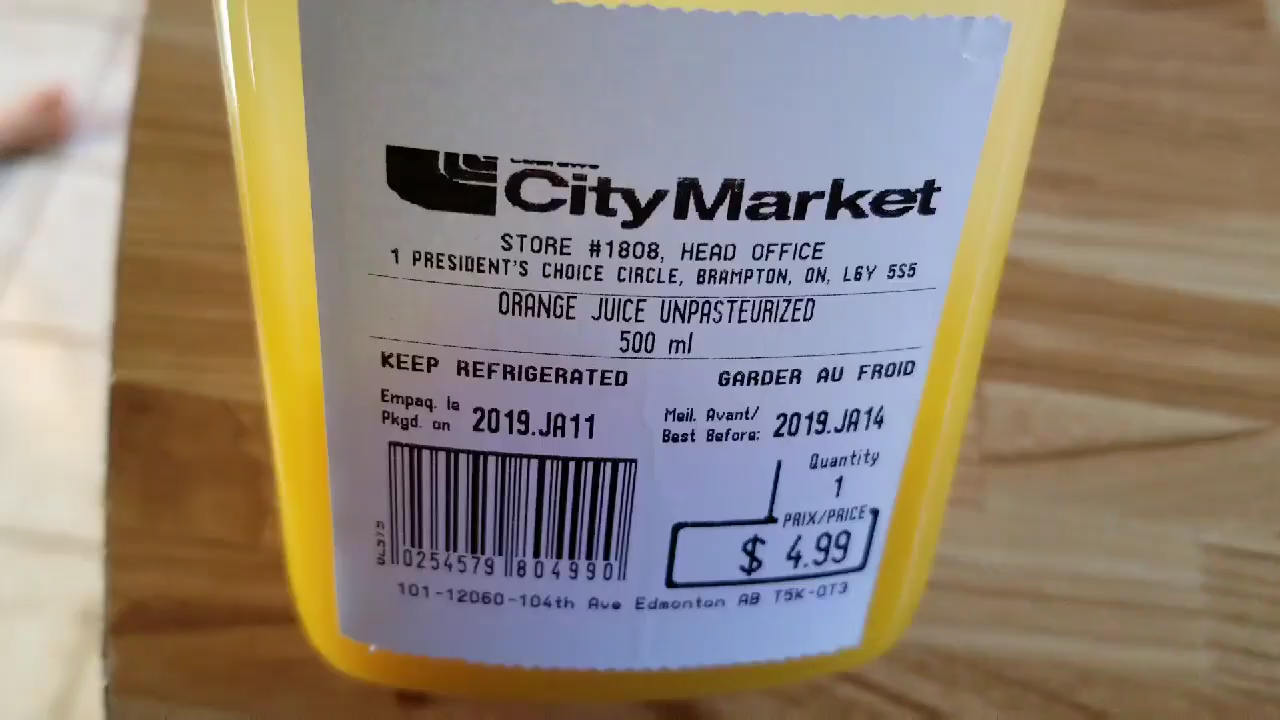 CityMarket
STORE #1808, HEAD OFFICE
1 PRESIDENT'S CHOICE CIRCLE, BRAMPTON, ON, L6Y 5S5
ORANGE JUICE UNPASTEURIZED
500 ml
KEEP REFRIGERATED GARDER AU FROID
Empaq. le
Pkgd. on 2019.JA11
Meil. Avant/
Best Before: 2019.JA14
Quantity
1
PRIX/PRICE
$ 4.99
0254579 804990
101-12060-104th Ave Edmonton AB T5K-0T3